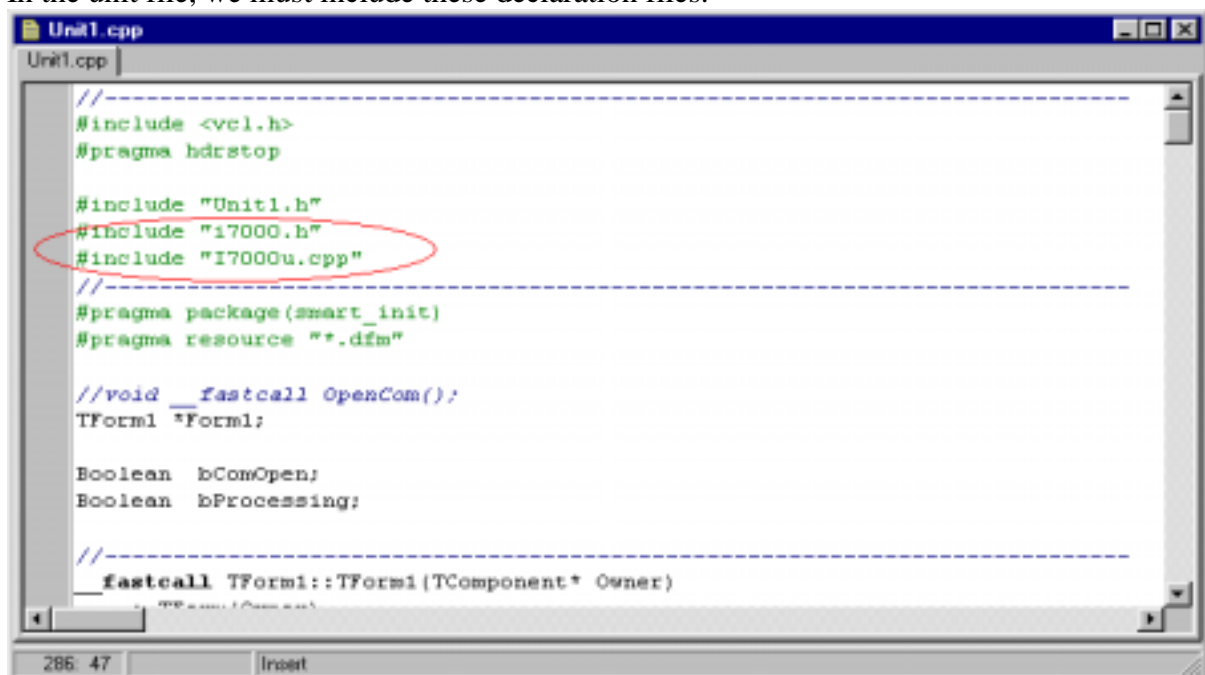 In the unit file, we must include these declaration files.
Unit1.cpp
Unit1.cpp
//---------------------------------------------------------------------------
#include <vcl.h>
#pragma hdrstop
#include "Unit1.h"
#include "i7000.h"
#include "I7000u.cpp"
//---------------------------------------------------------------------------
#pragma package(smart_init)
#pragma resource "*.dfm"
//void __fastcall OpenCom();
TForm1 *Form1;
Boolean  bComOpen;
Boolean  bProcessing;
//---------------------------------------------------------------------------
__fastcall TForm1::TForm1(TComponent* Owner)
: TForm(Owner)
286: 47 Insert